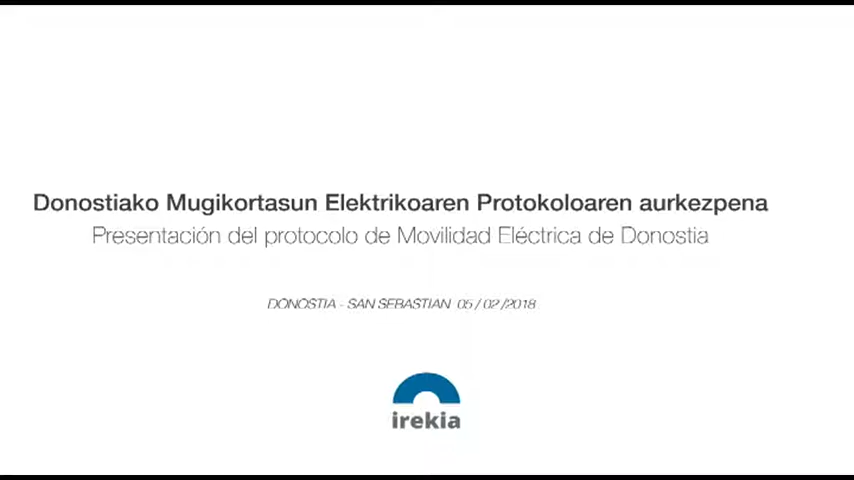 Donostiako Mugikortasun Elektrikoaren Protokoloaren aurkezpena
Presentación del protocolo de Movilidad Eléctrica de Donostia
DONOSTIA - SAN SEBASTIAN 05 / 02 /2018
irekia